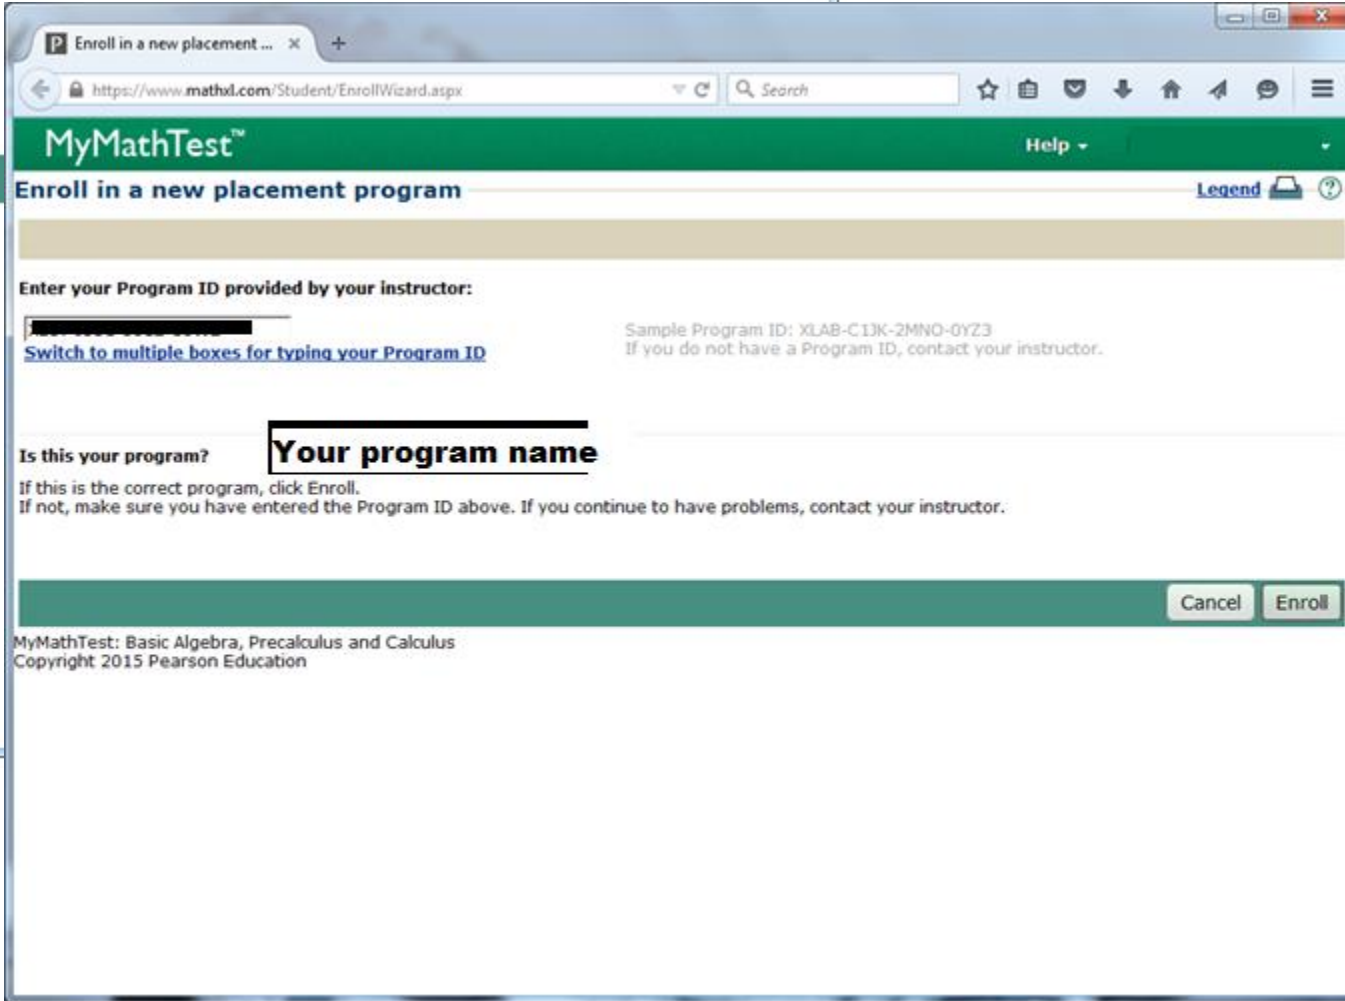 Enroll in a new placement ...
https://www.mathxl.com/Student/EnrollWizard.aspx
Search
MyMathTest™
Help
Enroll in a new placement program
Legend
Enter your Program ID provided by your instructor:
Sample Program ID: XLAB-C1JK-2MNO-0YZ3
Switch to multiple boxes for typing your Program ID
If you do not have a Program ID, contact your instructor.
Is this your program?
Your program name
If this is the correct program, click Enroll.
If not, make sure you have entered the Program ID above. If you continue to have problems, contact your instructor.
Cancel
Enroll
MyMathTest: Basic Algebra, Precalculus and Calculus
Copyright 2015 Pearson Education